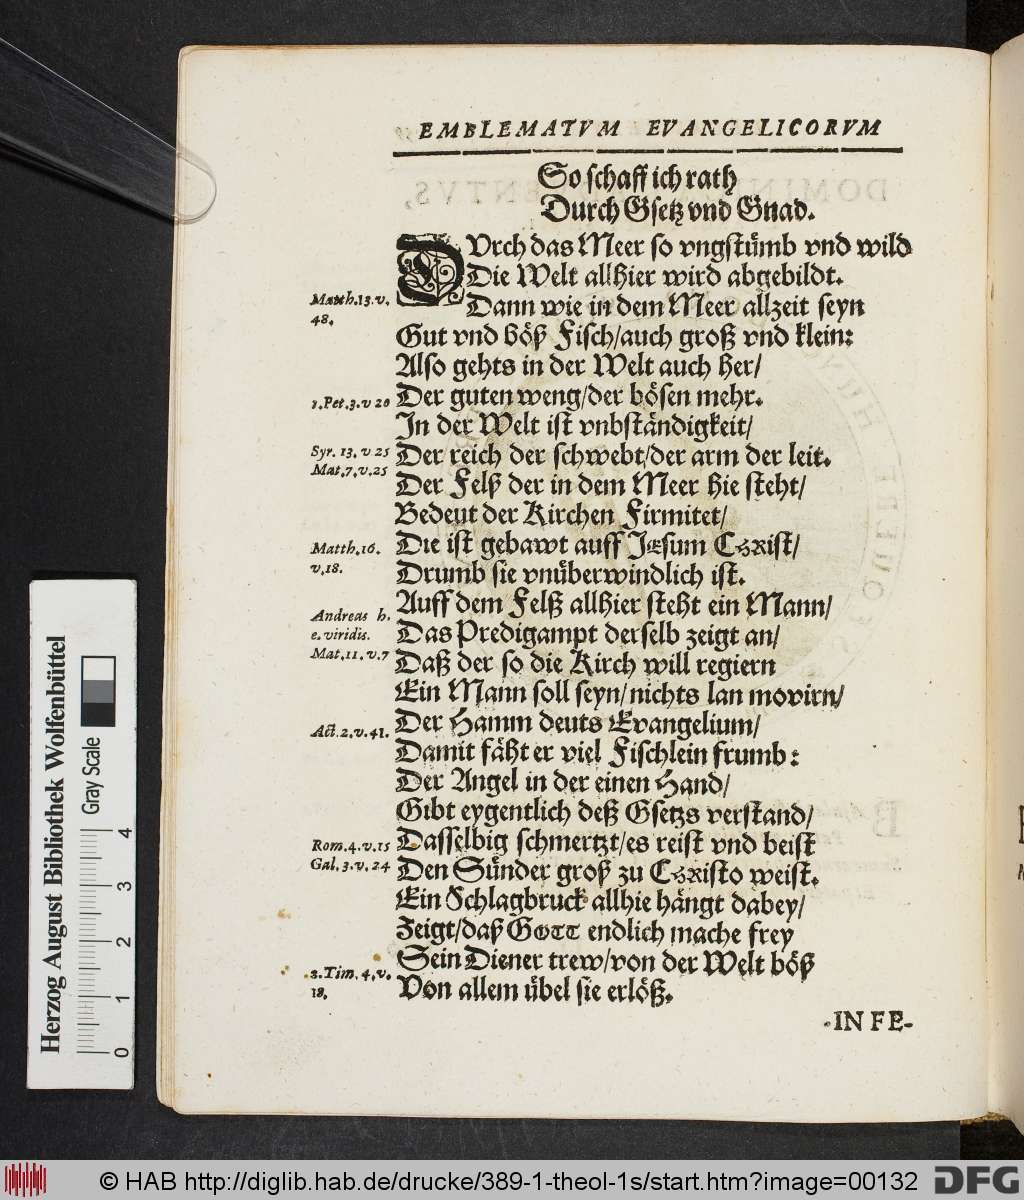 EMBLEMATVM EVANGELICORVM
So schaff ich rath
Durch Gsetz vnd Gnad.
DVrch das Meer so vngstümb vnd wild
Die Welt allhier wird abgebildt.
Matth.13.v.
48.
Dann wie in dem Meer allzeit seyn
Gut vnd böß Fisch/auch groß vnd klein:
Also gehts in der Welt auch her/
1.Pet.3.v 20
Der guten weng/der bösen mehr.
In der Welt ist vnbständigkeit/
Syr. 13. v 25
Mat.7.v.25
Der reich der schwebt/der arm der leit.
Der Felß der in dem Meer hie steht/
Bedeut der Kirchen Firmitet/
Matth.16.
v.18.
Die ist gebawt auff JEsum CHRist/
Drumb sie vnüberwindlich ist.
Auff dem Felß allhier steht ein Mann/
Andreas h.
e. viridis.
Das Predigampt derselb zeigt an/
Mat.11.v.7
Daß der so die Kirch will regiern
Ein Mann soll seyn/nichts lan movirn/
Act.2.v.41.
Der Hamm deuts Evangelium/
Damit fäht er viel Fischlein frumb:
Der Angel in der einen Hand/
Gibt eygentlich deß Gsetzs verstand/
Rom.4.v.15
Gal.3.v.24
Dasselbig schmertzt/es reist vnd beist
Den Sünder groß zu CHRisto weist.
Ein Schlagbruck allhie hängt dabey/
Zeigt/daß GOTT endlich mache frey
2.Tim.4.v.
18.
Sein Diener trew/von der Welt böß
Von allem übel sie erlöß.
IN FE-
Herzog August Bibliothek Wolfenbüttel
Gray Scale
0 1 2 3 4
© HAB http://diglib.hab.de/drucke/389-1-theol-1s/start.htm?image=00132
DFG